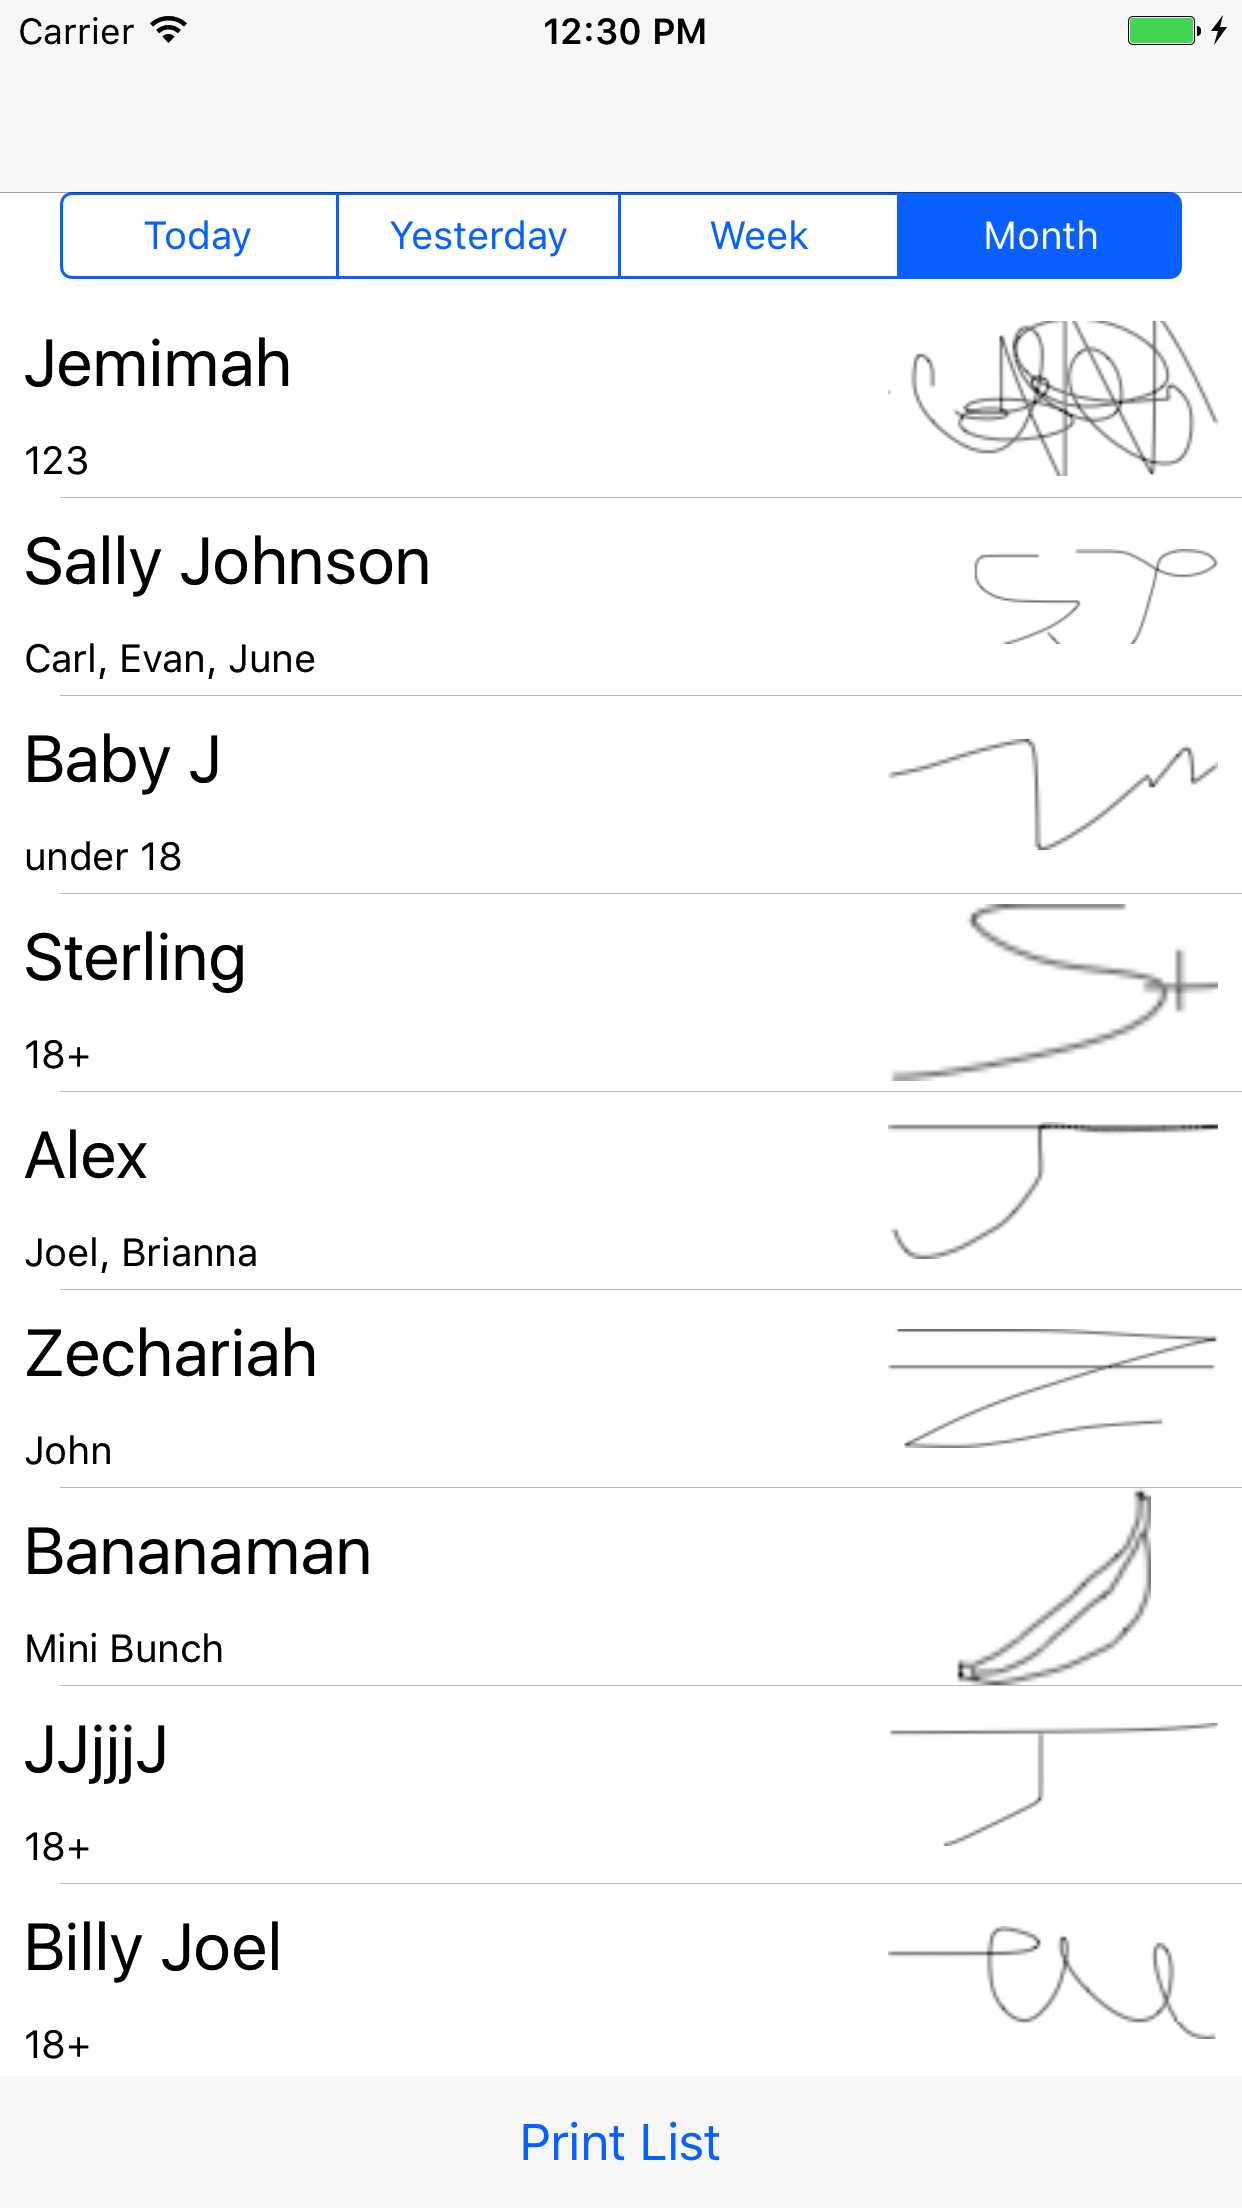 Carrier 12:30 PM
Today Yesterday Week Month
Jemimah
123
Sally Johnson
Carl, Evan, June
Baby J
under 18
Sterling
18+
Alex
Joel, Brianna
Zechariah
John
Bananaman
Mini Bunch
JJjjjJ
18+
Billy Joel
18+
Print List